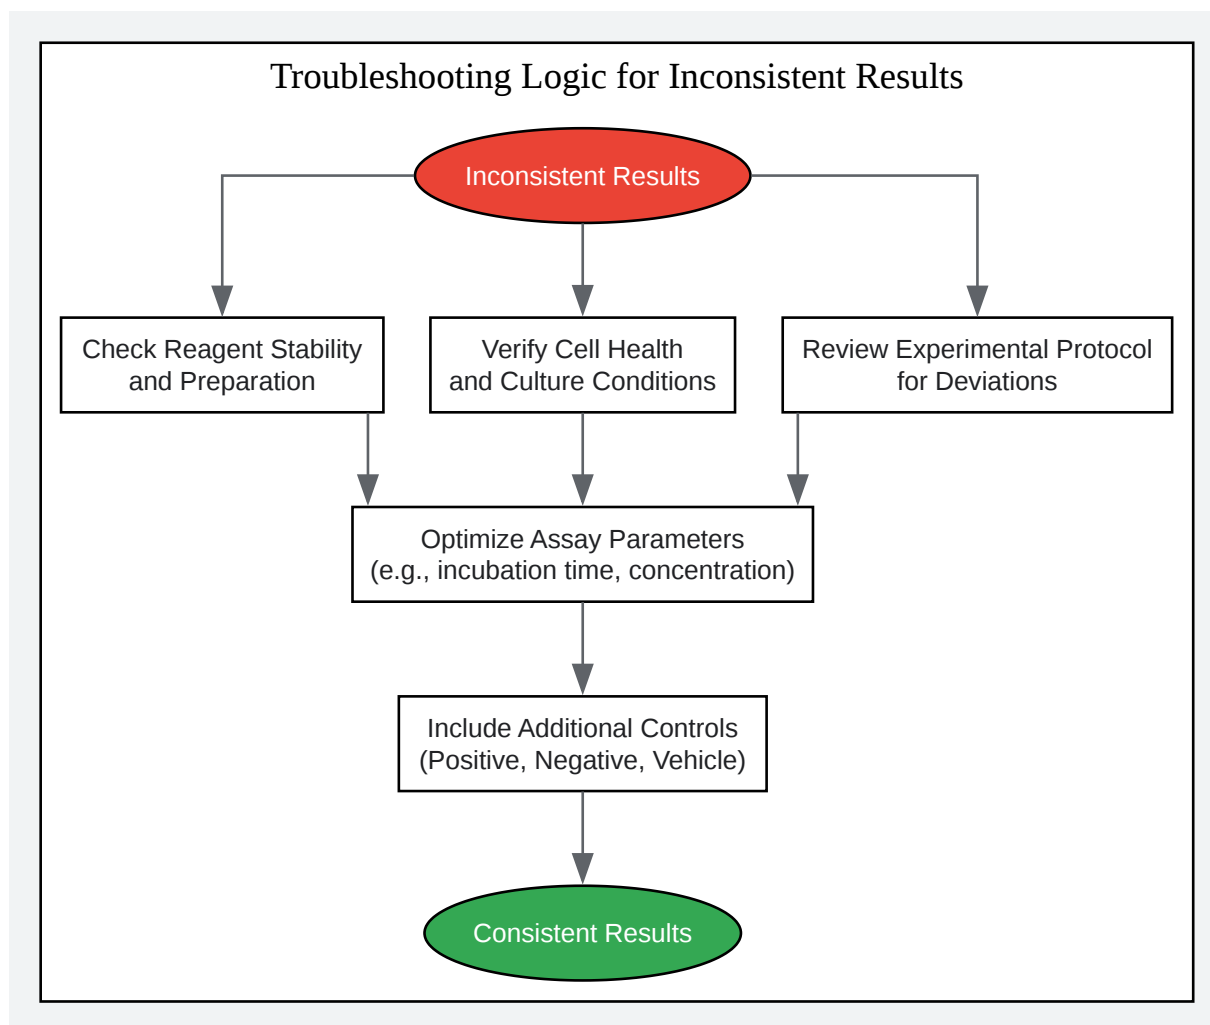 Troubleshooting Logic for Inconsistent Results
Inconsistent Results
Check Reagent Stability
and Preparation
Verify Cell Health
and Culture Conditions
Review Experimental Protocol
for Deviations
Optimize Assay Parameters
(e.g., incubation time, concentration)
Include Additional Controls
(Positive, Negative, Vehicle)
Consistent Results